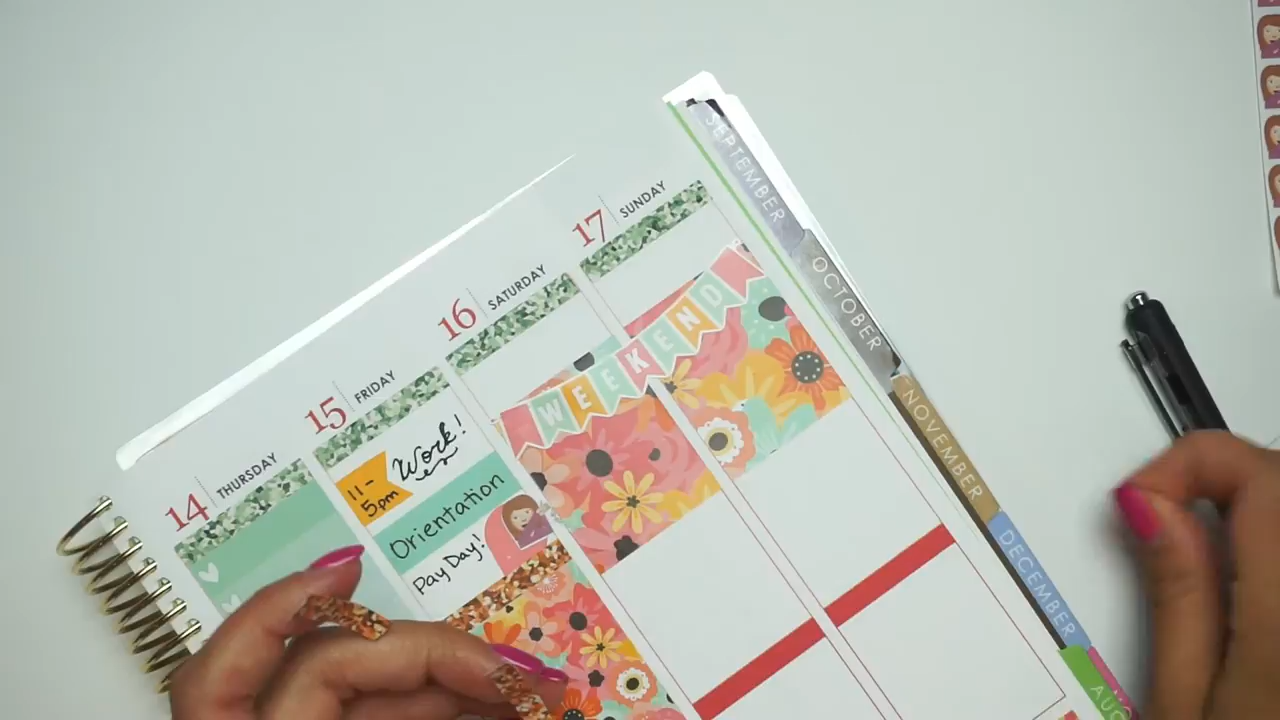 14 THURSDAY
15 FRIDAY
16 SATURDAY
17 SUNDAY
11-
5pm
Work!
Orientation
Pay Day!
WEEKEND
SEPTEMBER
OCTOBER
NOVEMBER
DECEMBER
AUG